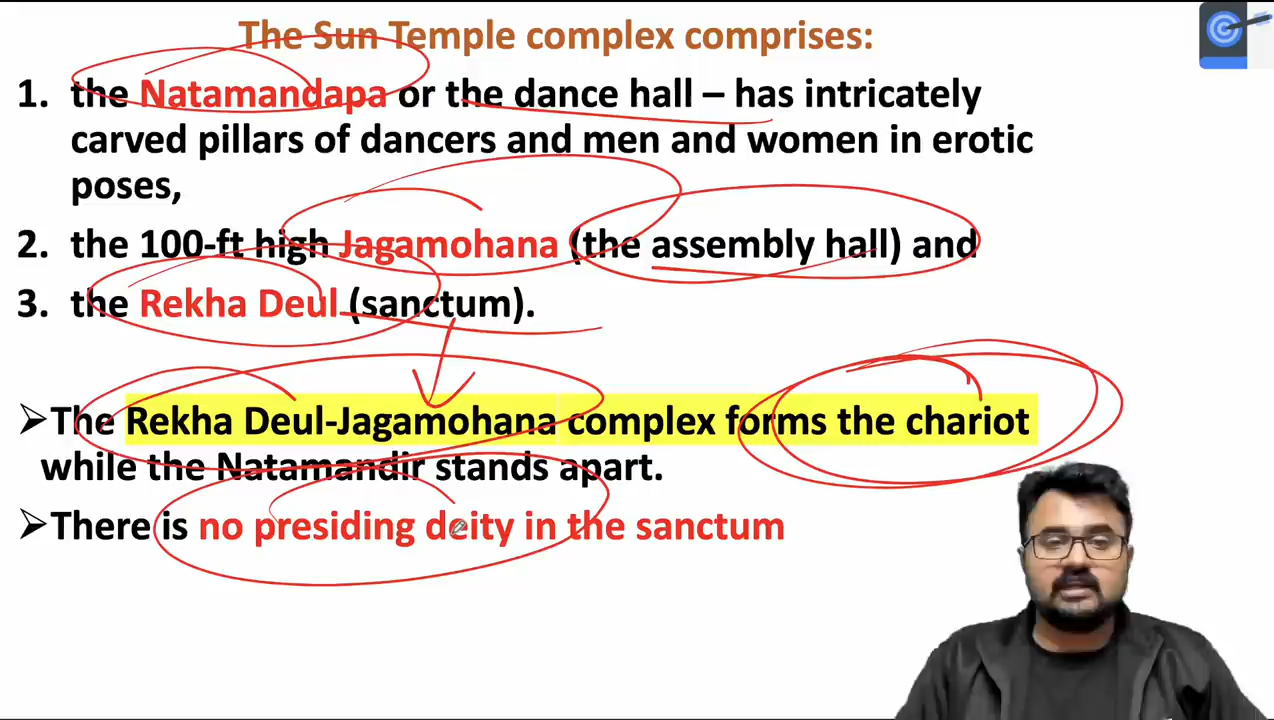 The Sun Temple complex comprises:
1. the Natamandapa or the dance hall – has intricately
carved pillars of dancers and men and women in erotic
poses,
2. the 100-ft high Jagamohana (the assembly hall) and
3. the Rekha Deul (sanctum).
➢The Rekha Deul-Jagamohana complex forms the chariot
while the Natamandir stands apart.
➢There is no presiding deity in the sanctum